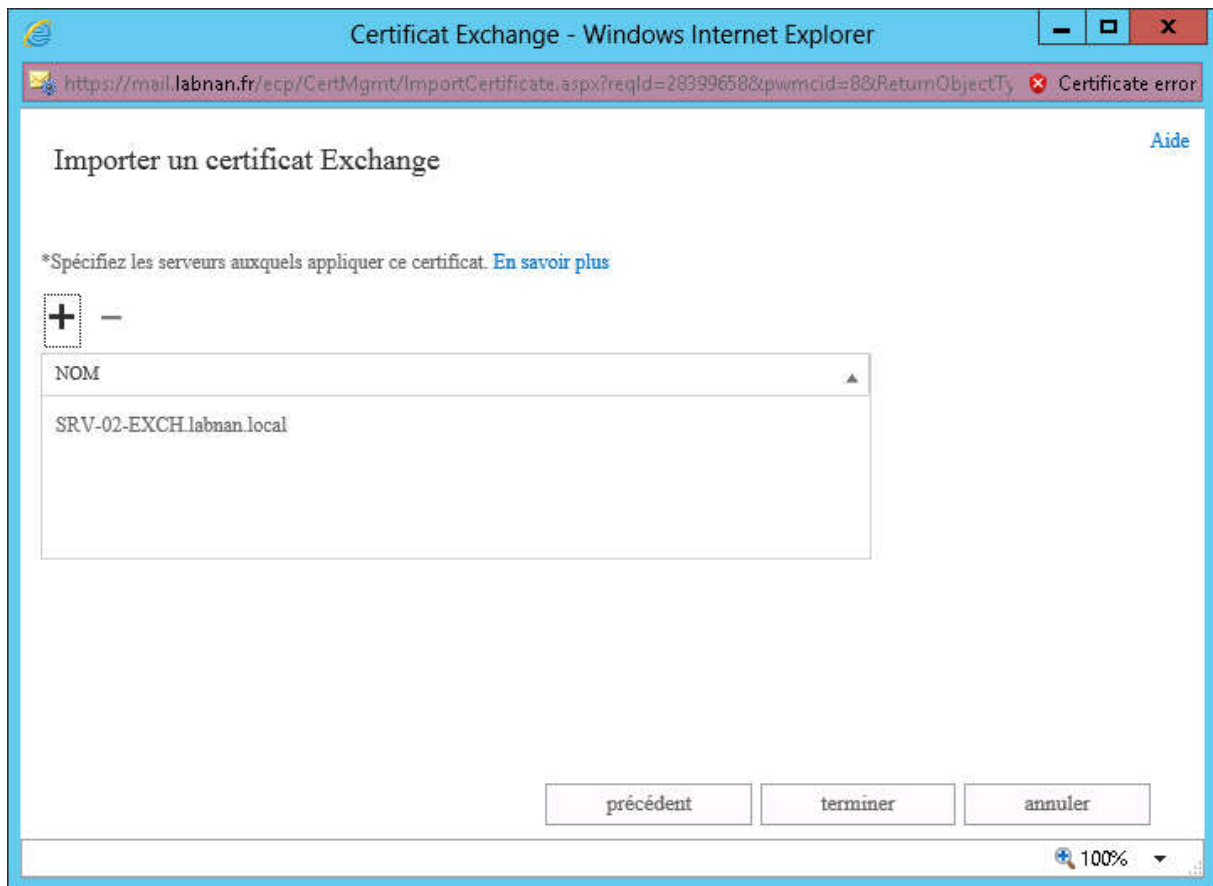 Certificat Exchange - Windows Internet Explorer
https://mail.labnan.fr/ecp/CertMgmt/ImportCertificate.aspx?reqId=28399658&pwmcid=8&ReturnObjectTy Certificate error
Aide
Importer un certificat Exchange
*Spécifiez les serveurs auxquels appliquer ce certificat. En savoir plus
NOM
SRV-02-EXCH.labnan.local
précédent terminer annuler
100%